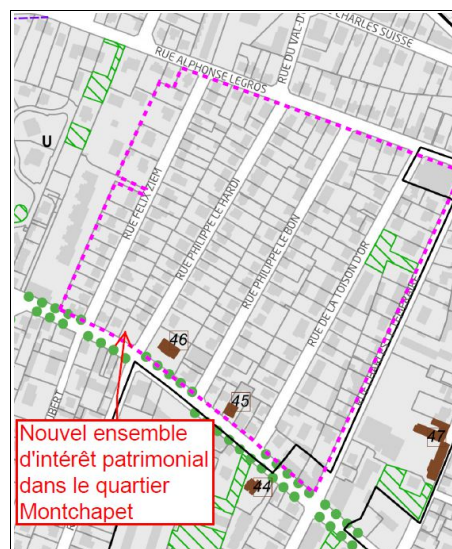 RUE CHARLES SUISSE
RUE ALPHONSE LEGROS
RUE DU VAL-D'
U
RUE FELIX ZIEM
RUE PHILIPPE LE HARDI
RUE PHILIPPE LE BON
RUE DE LA TOISON D'OR
46
45
44
47
Nouvel ensemble
d'intérêt patrimonial
dans le quartier
Montchapet